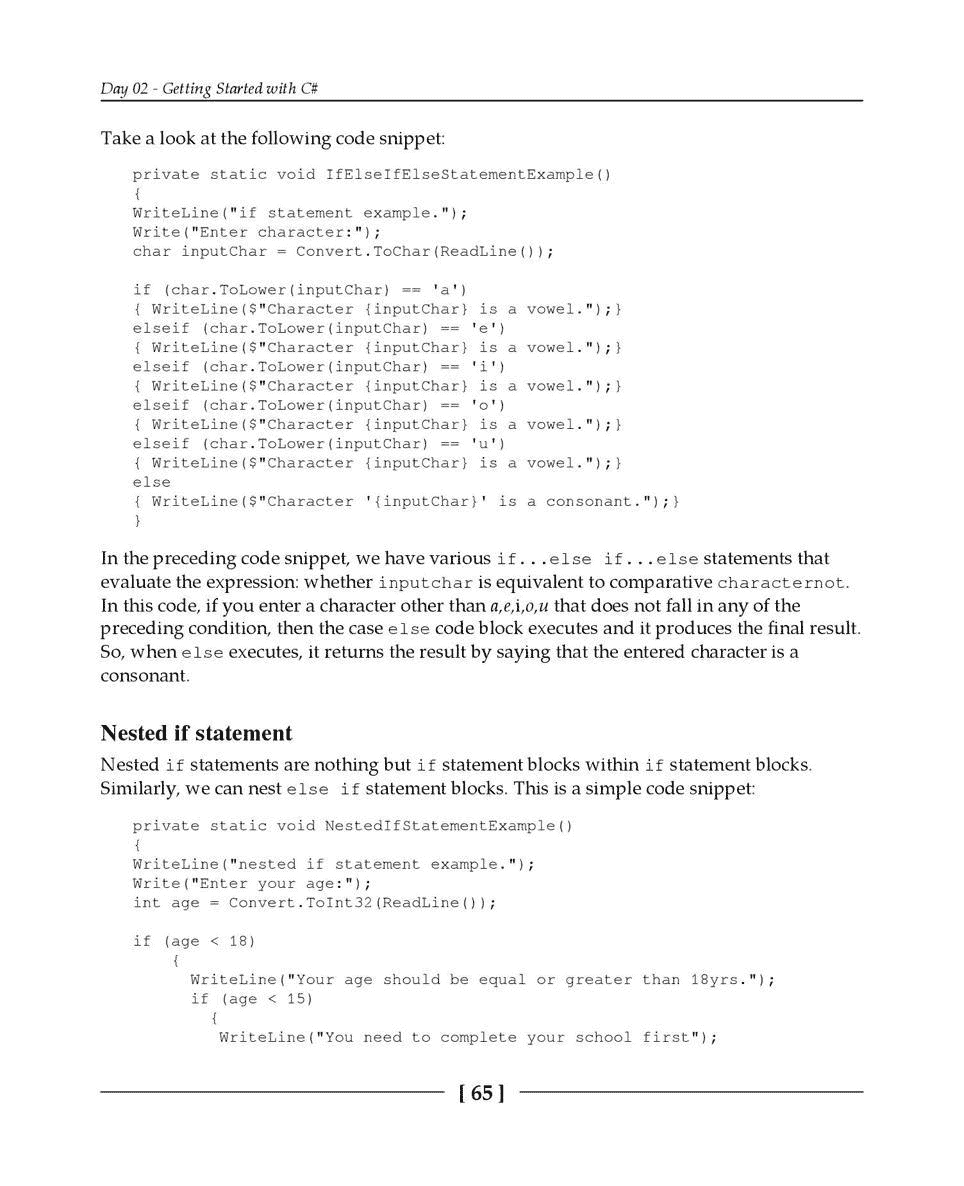 Day 02 - Getting Started with C#
Take a look at the following code snippet:
private static void IfElseIfElseStatementExample()
{
WriteLine("if statement example.");
Write("Enter character:");
char inputChar = Convert.ToChar(ReadLine());
if (char.ToLower(inputChar) == 'a')
{ WriteLine($"Character {inputChar} is a vowel.");}
elseif (char.ToLower(inputChar) == 'e')
{ WriteLine($"Character {inputChar} is a vowel.");}
elseif (char.ToLower(inputChar) == 'i')
{ WriteLine($"Character {inputChar} is a vowel.");}
elseif (char.ToLower(inputChar) == 'o')
{ WriteLine($"Character {inputChar} is a vowel.");}
elseif (char.ToLower(inputChar) == 'u')
{ WriteLine($"Character {inputChar} is a vowel.");}
else
{ WriteLine($"Character '{inputChar}' is a consonant.");}
}
In the preceding code snippet, we have various if...else if...else statements that
evaluate the expression: whether inputchar is equivalent to comparative characternot.
In this code, if you enter a character other than a,e,i,o,u that does not fall in any of the
preceding condition, then the case else code block executes and it produces the final result.
So, when else executes, it returns the result by saying that the entered character is a
consonant.
Nested if statement
Nested if statements are nothing but if statement blocks within if statement blocks.
Similarly, we can nest else if statement blocks. This is a simple code snippet:
private static void NestedIfStatementExample()
{
WriteLine("nested if statement example.");
Write("Enter your age:");
int age = Convert.ToInt32(ReadLine());
if (age < 18)
{
WriteLine("Your age should be equal or greater than 18yrs.");
if (age < 15)
{
WriteLine("You need to complete your school first");
[ 65 ]